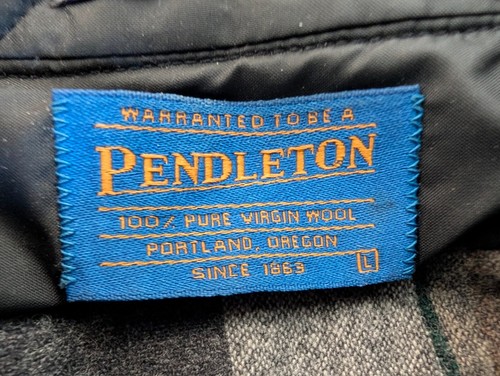 WARRANTED TO BE A
PENDLETON
100% PURE VIRGIN WOOL
PORTLAND, OREGON
SINCE 1863
L